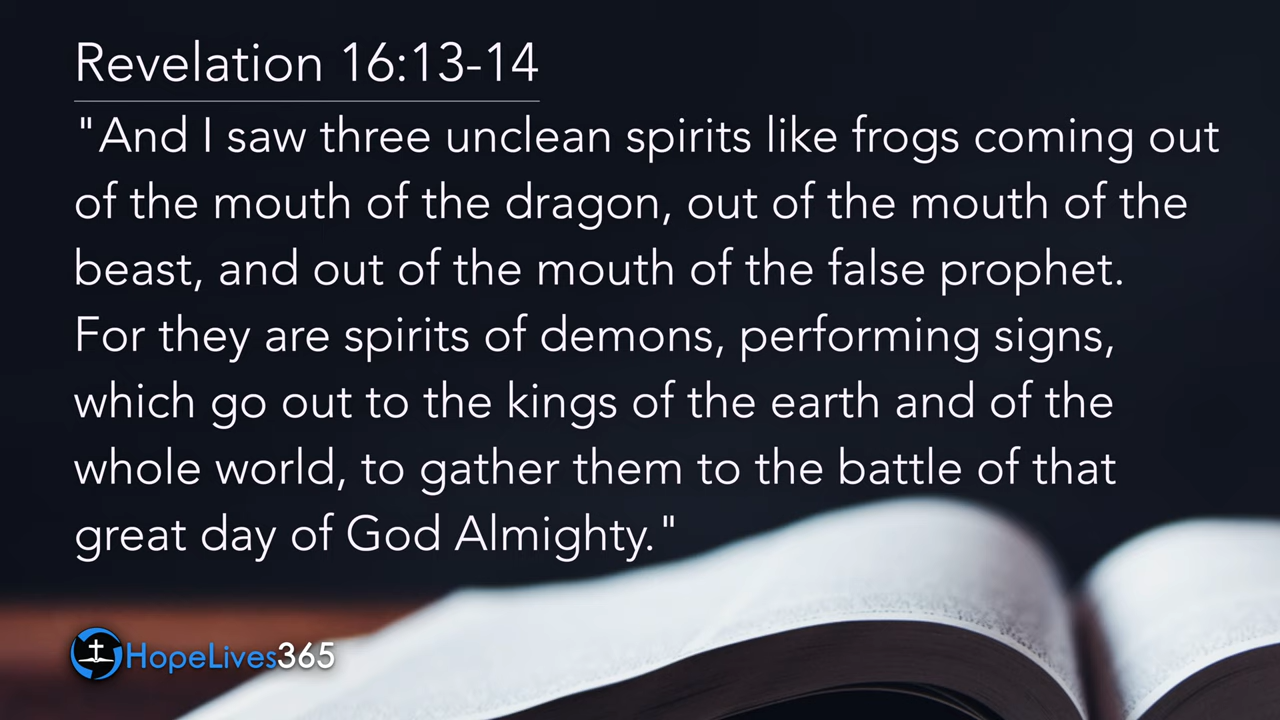 Revelation 16:13-14
"And I saw three unclean spirits like frogs coming out
of the mouth of the dragon, out of the mouth of the
beast, and out of the mouth of the false prophet.
For they are spirits of demons, performing signs,
which go out to the kings of the earth and of the
whole world, to gather them to the battle of that
great day of God Almighty."
HopeLives365